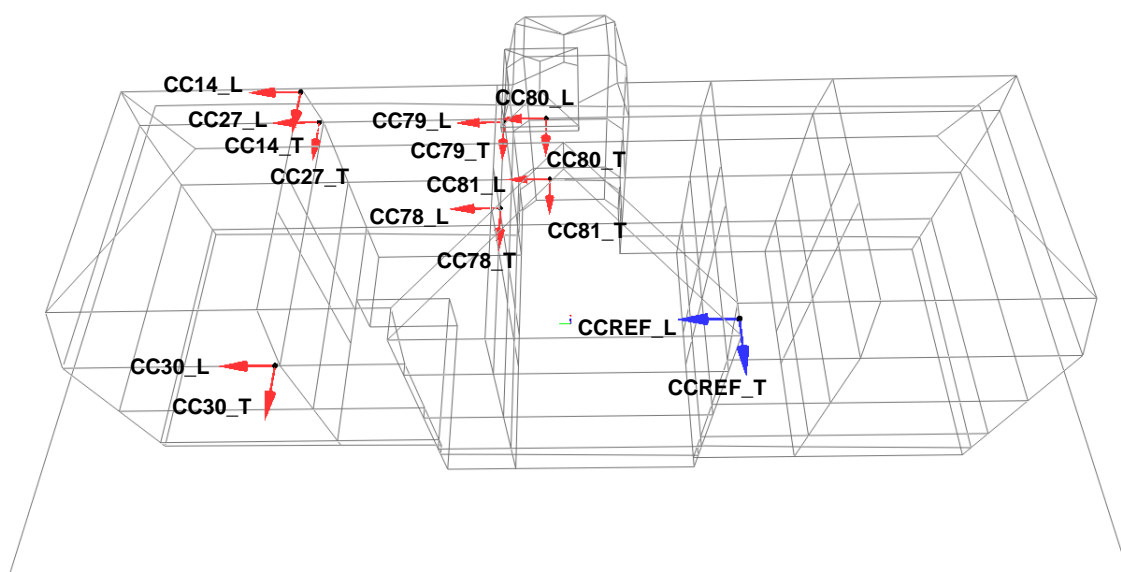 CC14_L
CC80_L
CC27_L
CC79_L
CC14_T
CC79_T
CC80_T
CC27_T
CC81_L
CC78_L
CC81_T
CC78_T
CCREF_L
CC30_L
CCREF_T
CC30_T